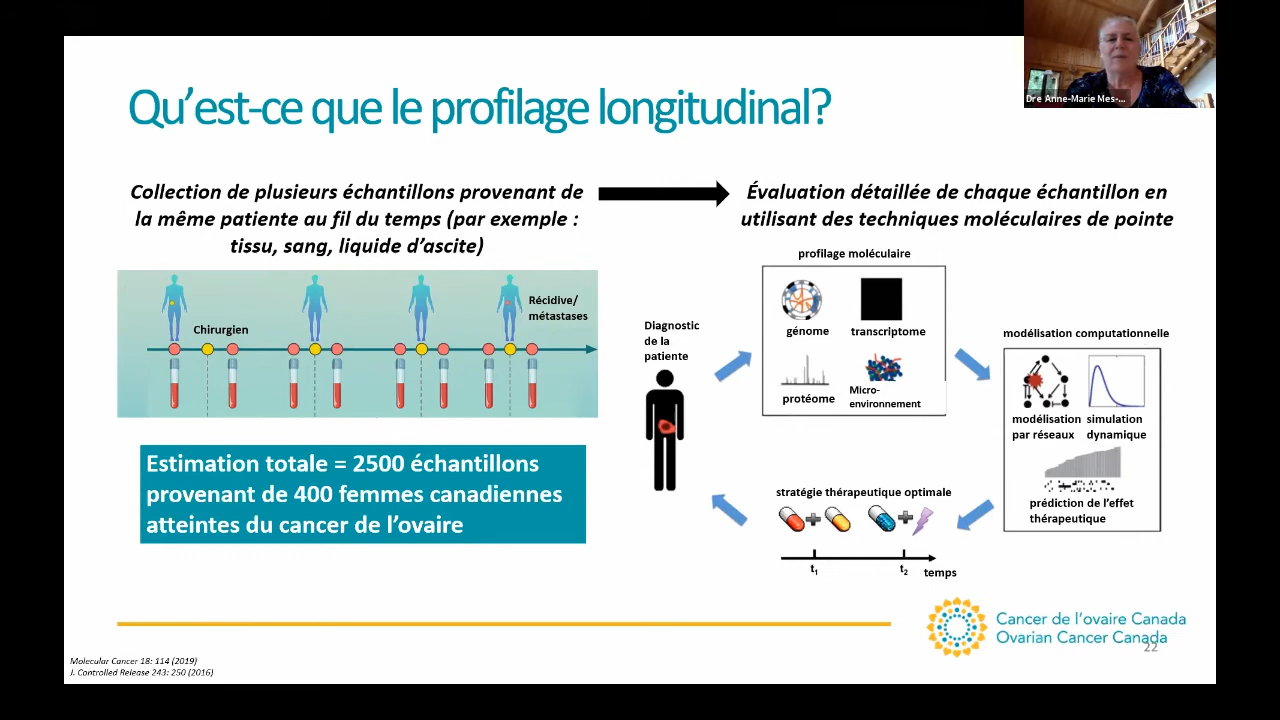 Dre Anne-Marie Mes-...
Qu'est-ce que le profilage longitudinal?
Collection de plusieurs échantillons provenant de
la même patiente au fil du temps (par exemple :
tissu, sang, liquide d'ascite)
Évaluation détaillée de chaque échantillon en
utilisant des techniques moléculaires de pointe
Chirurgien
Récidive/
métastases
Estimation totale = 2500 échantillons
provenant de 400 femmes canadiennes
atteintes du cancer de l'ovaire
Diagnostic
de la
patiente
profilage moléculaire
génome
transcriptome
protéome
Micro-
environnement
modélisation computationnelle
modélisation
par réseaux
simulation
dynamique
prédiction de l'effet
thérapeutique
stratégie thérapeutique optimale
t1
t2
temps
Cancer de l'ovaire Canada
Ovarian Cancer Canada
22
Molecular Cancer 18: 114 (2019)
J. Controlled Release 243: 250 (2016)